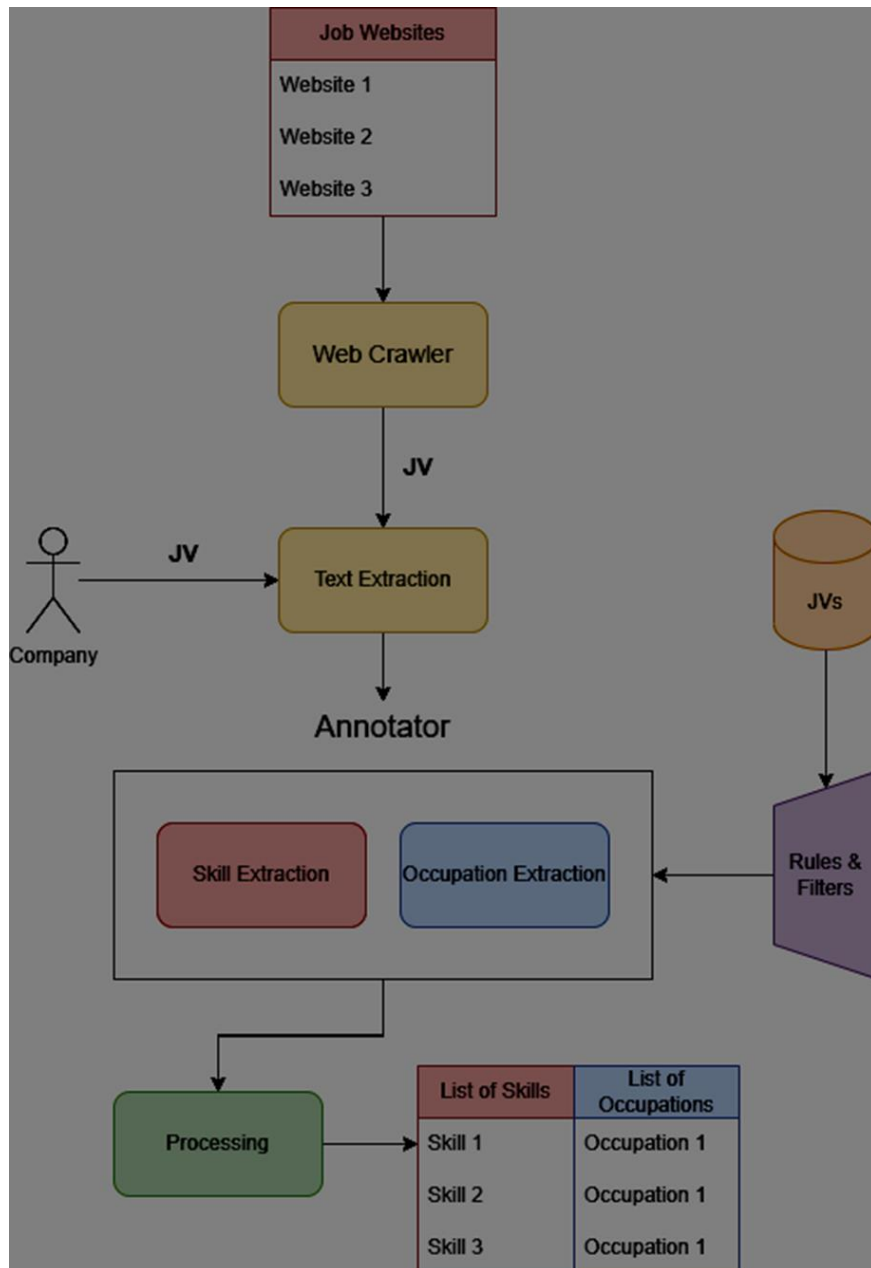 Job Websites
Website 1
Website 2
Website 3
Web Crawler
JV
JV
Text Extraction
Company
JVs
Annotator
Skill Extraction
Occupation Extraction
Rules &
Filters
Processing
List of Skills
List of
Occupations
Skill 1
Occupation 1
Skill 2
Occupation 1
Skill 3
Occupation 1